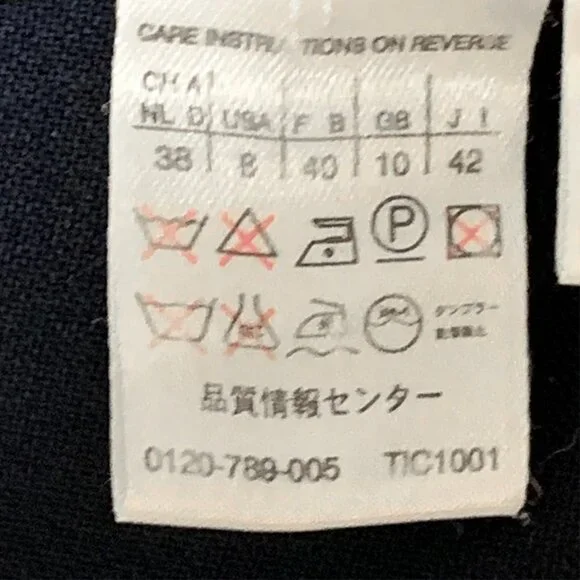 CARE INSTRUCTIONS ON REVERSE
CH A
NL D USA F B GB J I
38 8 40 10 42
P
タンブラー
乾燥禁止
品質情報センター
0120-789-005 TIC1001